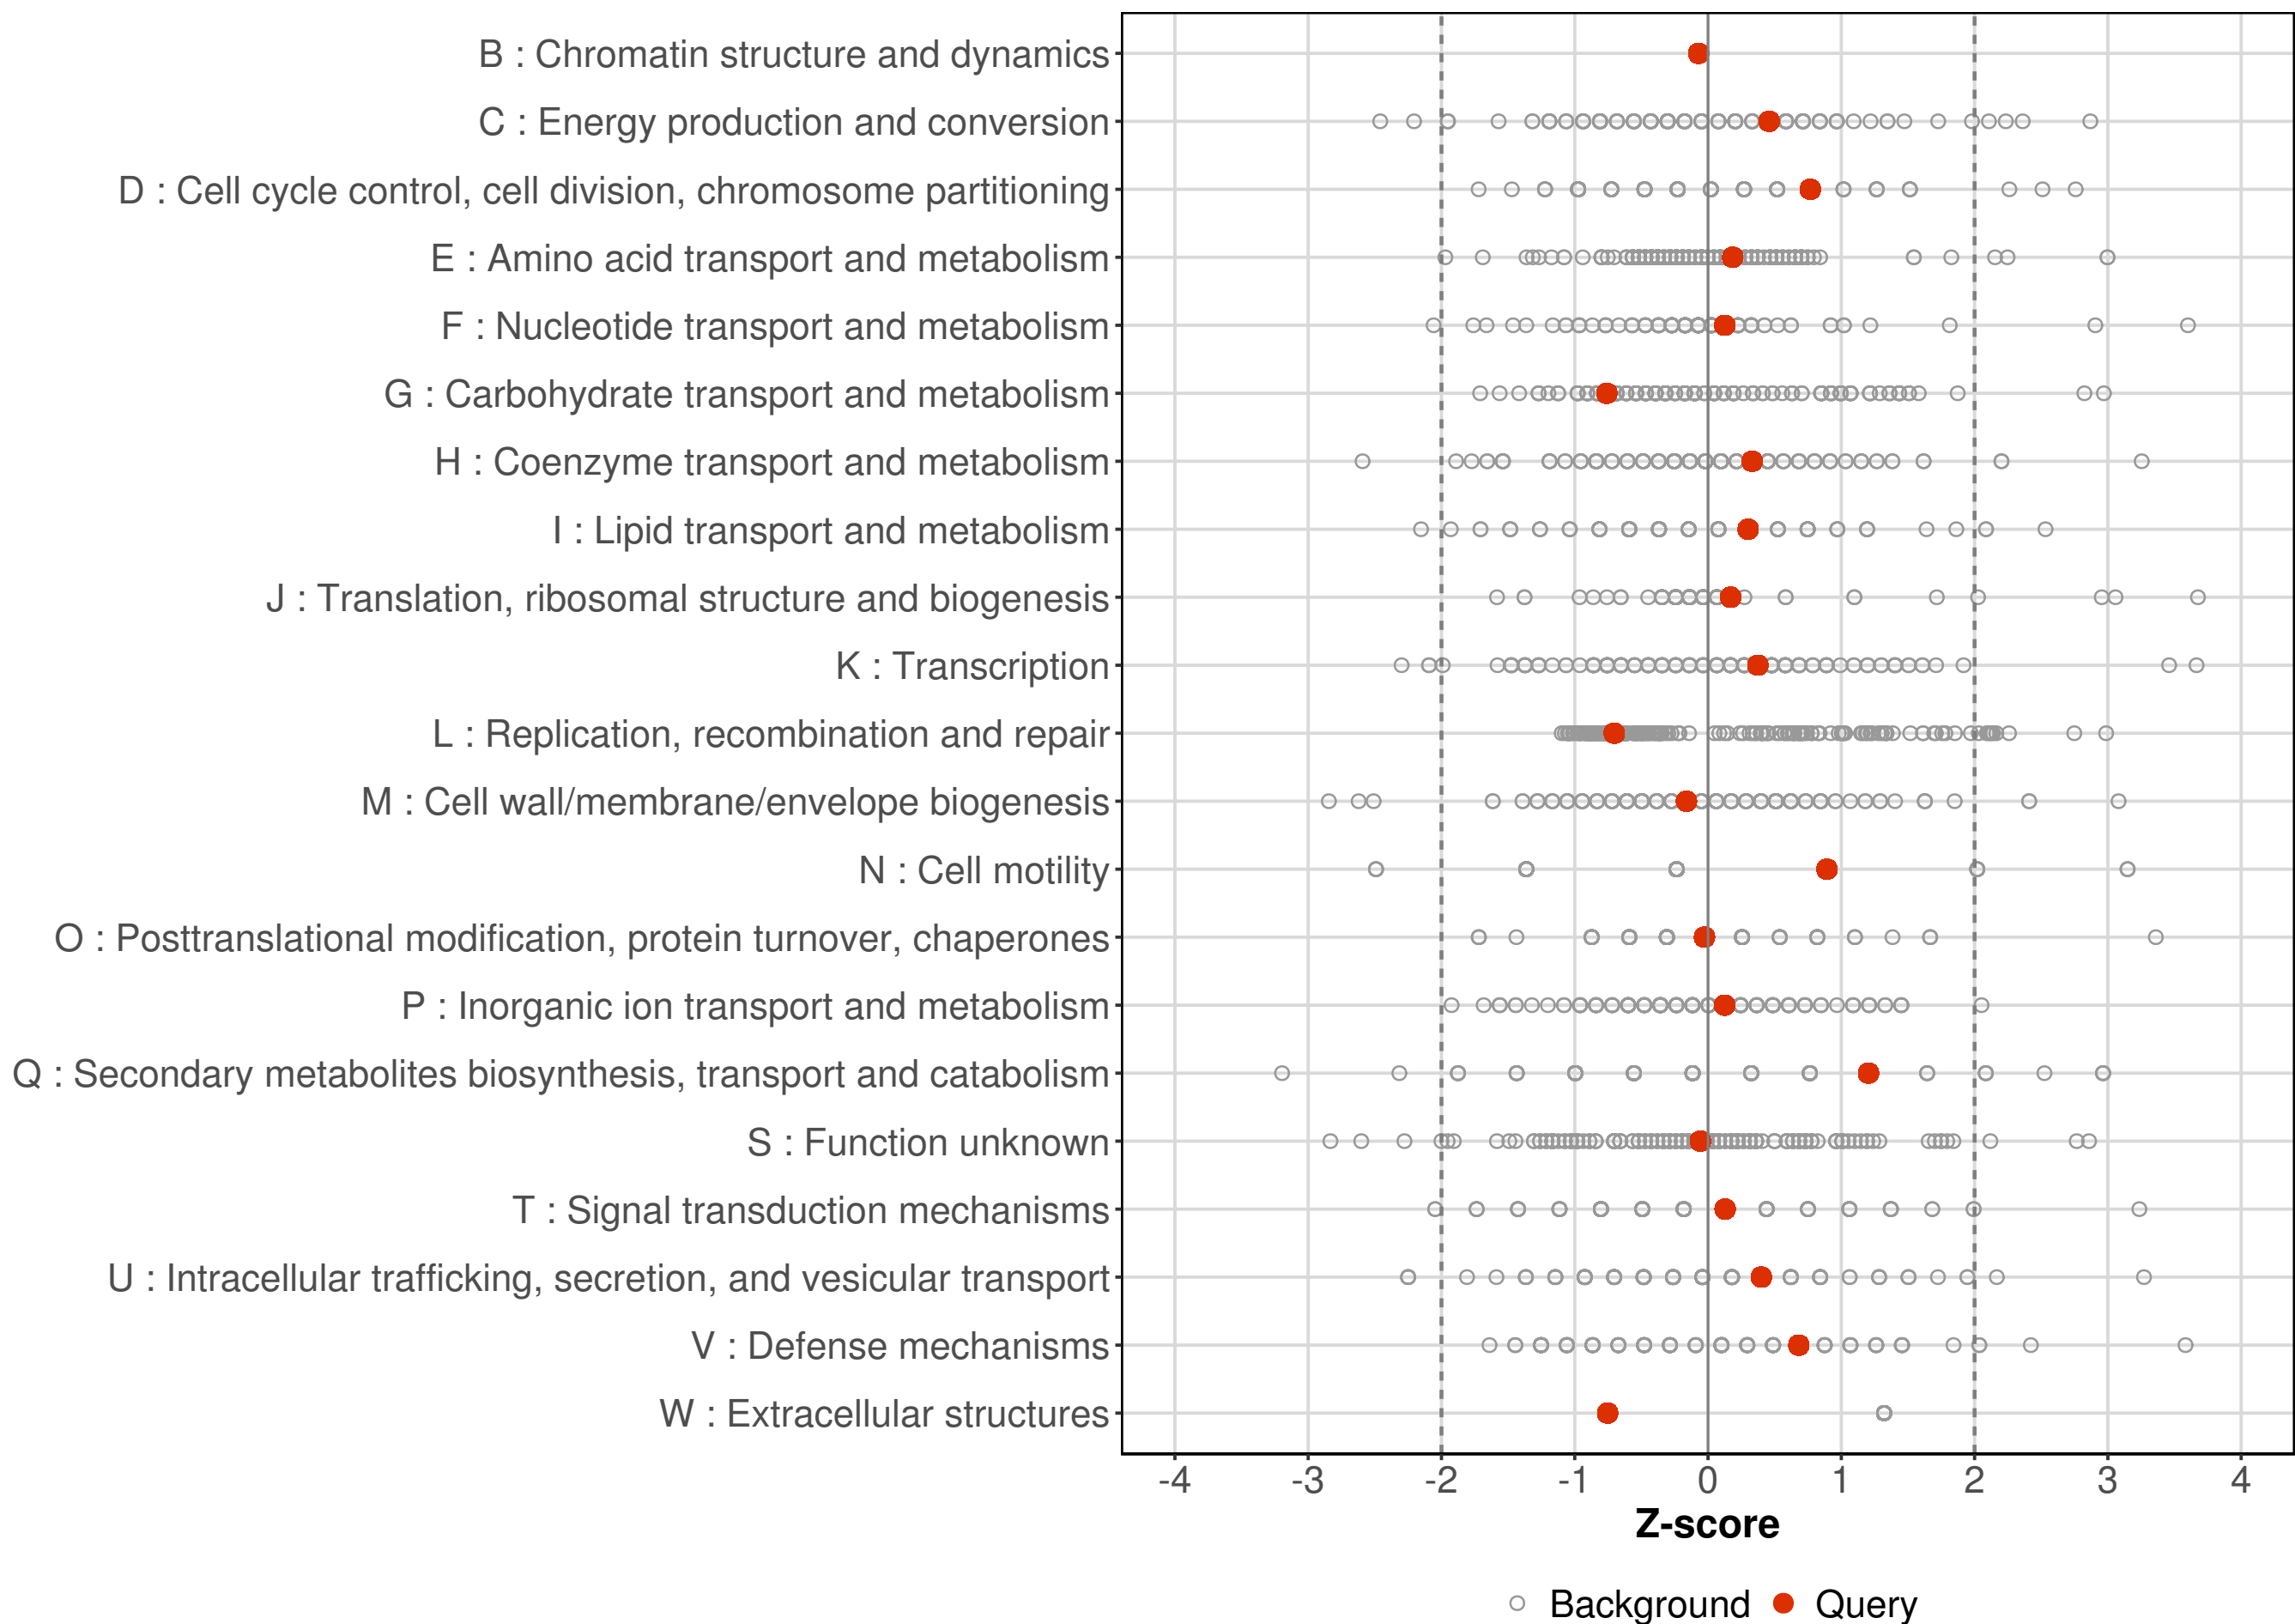 B : Chromatin structure and dynamics
C : Energy production and conversion
D : Cell cycle control, cell division, chromosome partitioning
E : Amino acid transport and metabolism
F : Nucleotide transport and metabolism
G : Carbohydrate transport and metabolism
H : Coenzyme transport and metabolism
I : Lipid transport and metabolism
J : Translation, ribosomal structure and biogenesis
K : Transcription
L : Replication, recombination and repair
M : Cell wall/membrane/envelope biogenesis
N : Cell motility
O : Posttranslational modification, protein turnover, chaperones
P : Inorganic ion transport and metabolism
Q : Secondary metabolites biosynthesis, transport and catabolism
S : Function unknown
T : Signal transduction mechanisms
U : Intracellular trafficking, secretion, and vesicular transport
V : Defense mechanisms
W : Extracellular structures
-4 -3 -2 -1 0 1 2 3 4
Z-score
Background Query